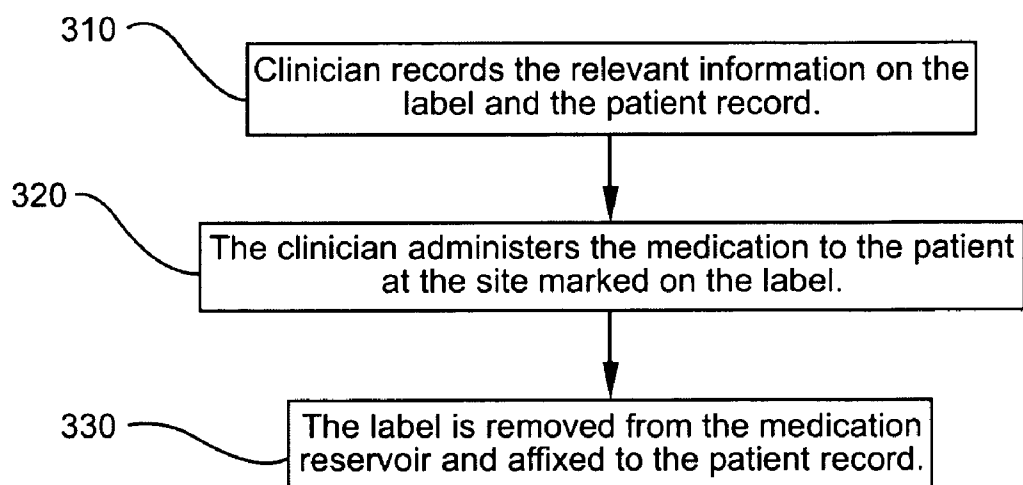 310
Clinician records the relevant information on the
label and the patient record.
320
The clinician administers the medication to the patient
at the site marked on the label.
330
The label is removed from the medication
reservoir and affixed to the patient record.